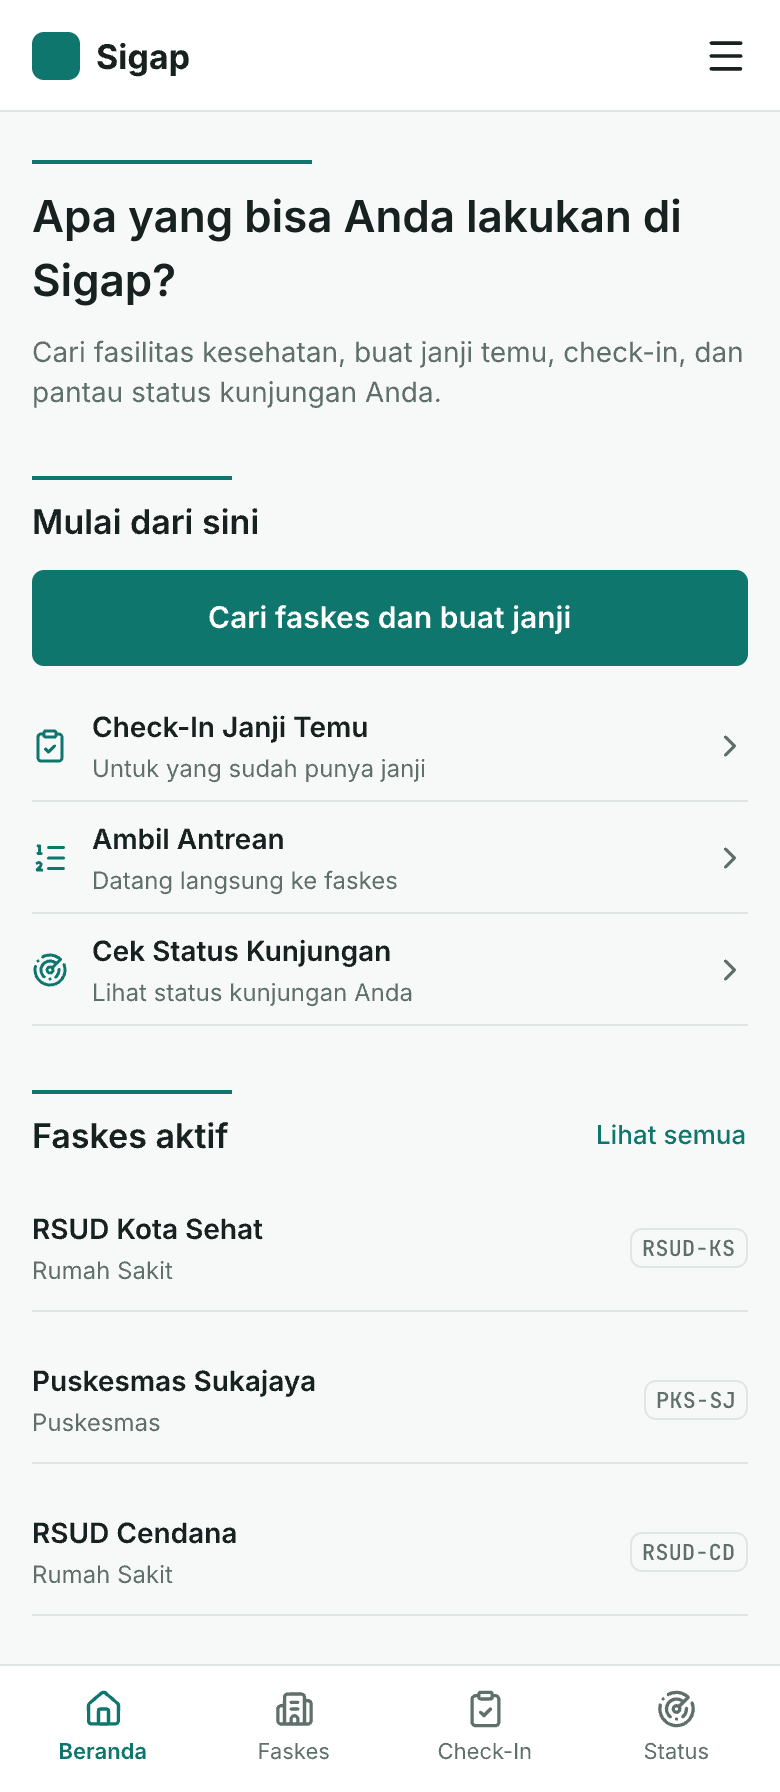 Sigap
Apa yang bisa Anda lakukan di
Sigap?
Cari fasilitas kesehatan, buat janji temu, check-in, dan
pantau status kunjungan Anda.
Mulai dari sini
Cari faskes dan buat janji
Check-In Janji Temu
Untuk yang sudah punya janji
Ambil Antrean
Datang langsung ke faskes
Cek Status Kunjungan
Lihat status kunjungan Anda
Faskes aktif
Lihat semua
RSUD Kota Sehat
Rumah Sakit
RSUD-KS
Puskesmas Sukajaya
Puskesmas
PKS-SJ
RSUD Cendana
Rumah Sakit
RSUD-CD
Beranda
Faskes
Check-In
Status